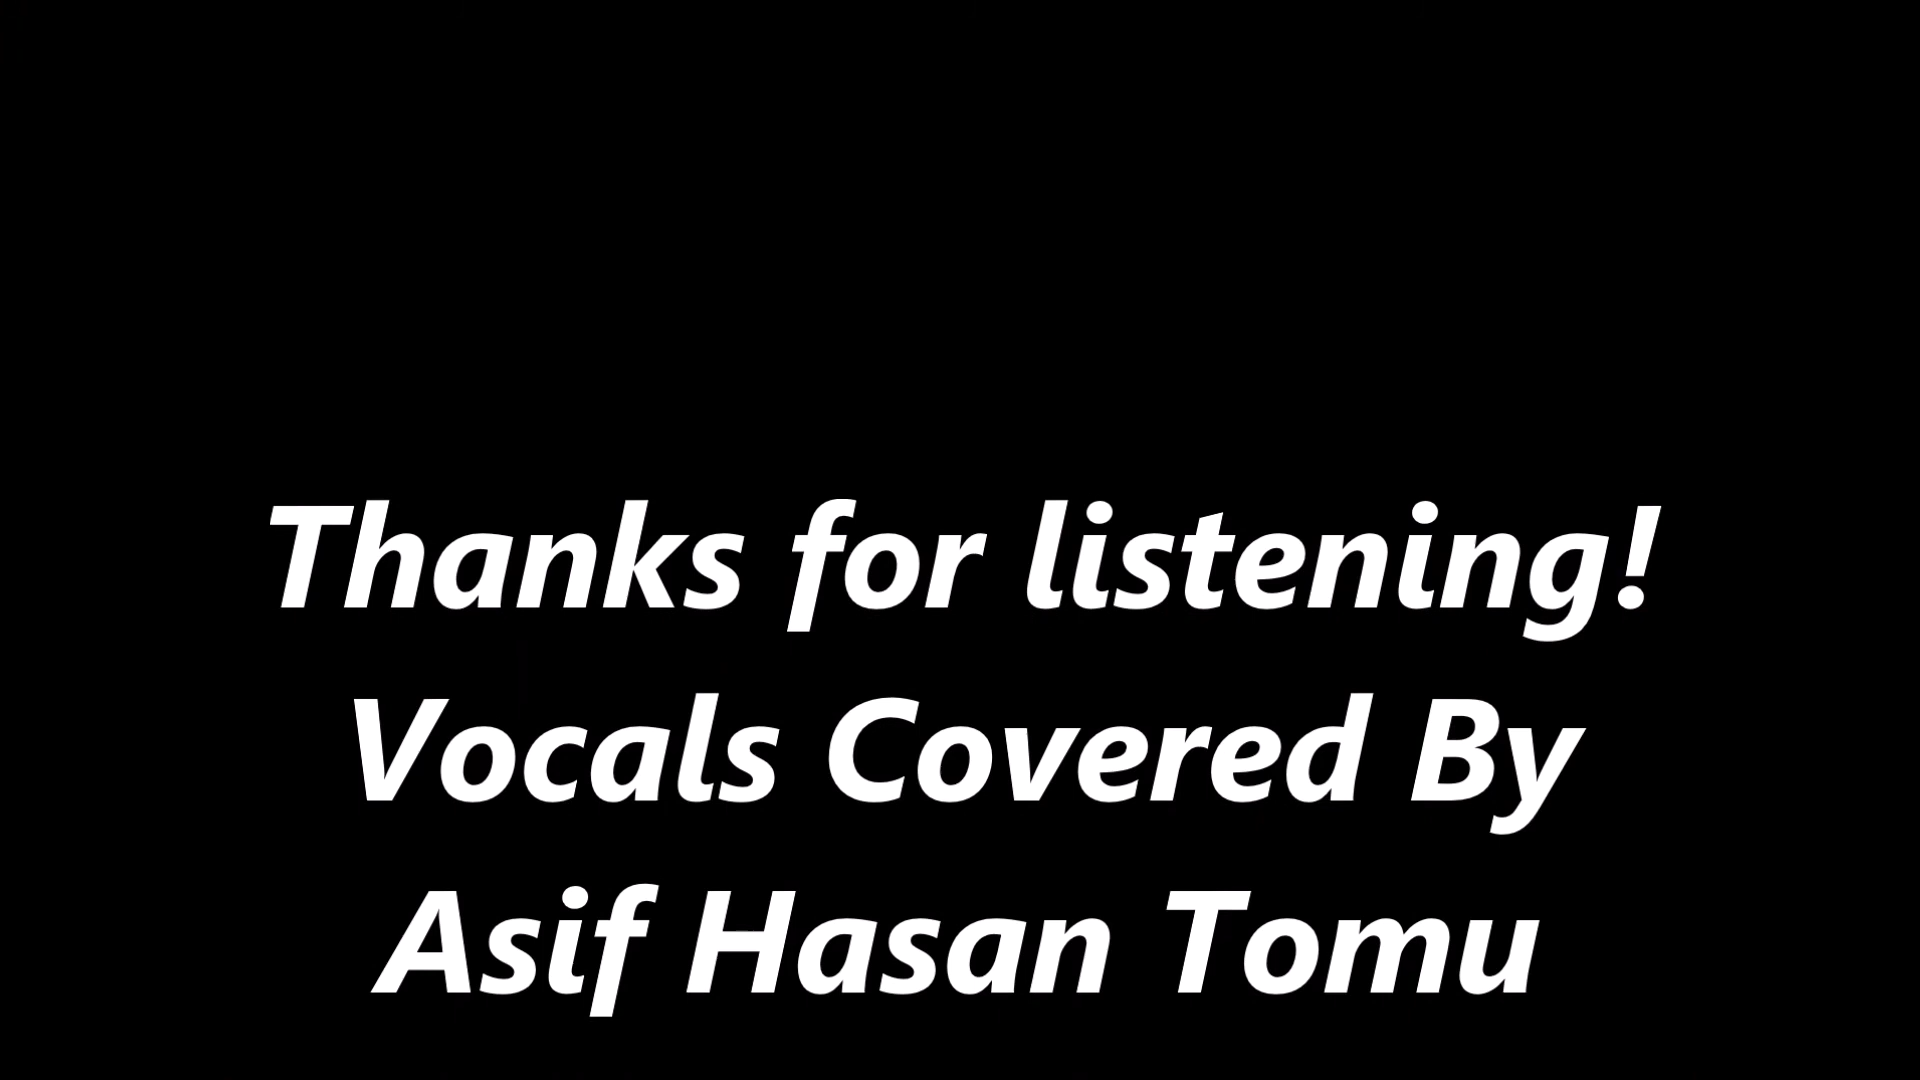 Thanks for listening!
Vocals Covered By
Asif Hasan Tomu